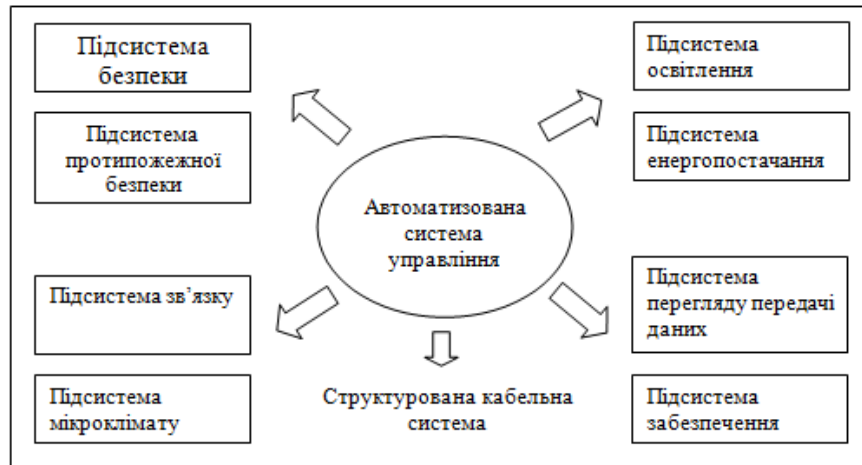 Підсистема
безпеки
Підсистема
протипожежної
безпеки
Підсистема зв’язку
Підсистема
мікроклімату
Автоматизована
система
управління
Структурована кабельна
система
Підсистема
освітлення
Підсистема
енергопостачання
Підсистема
перегляду передачі
даних
Підсистема
забезпечення